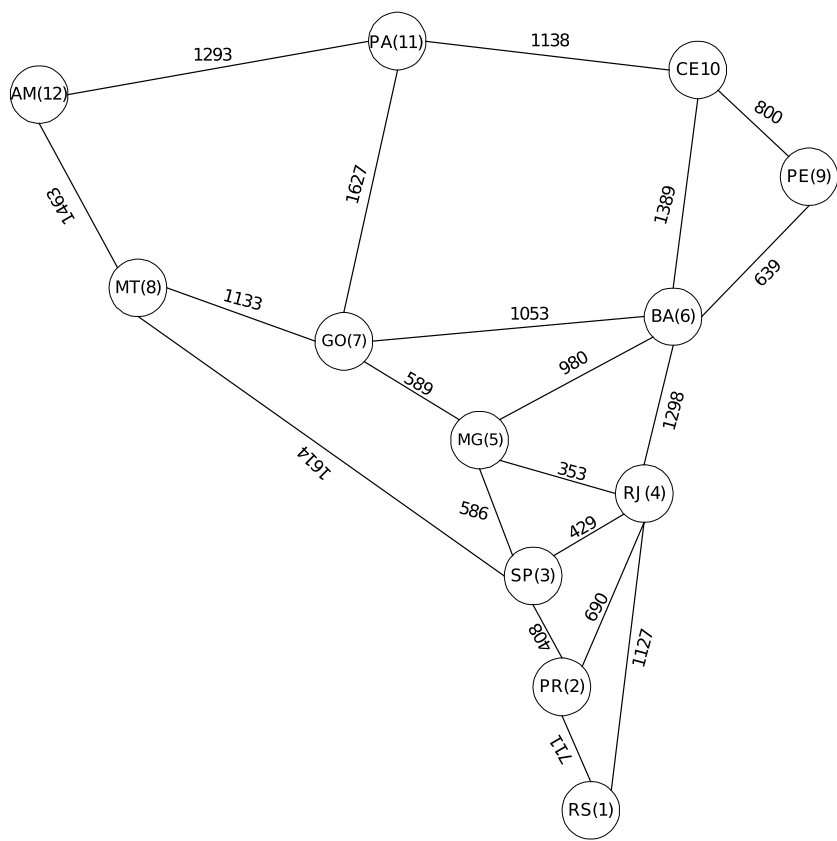 PA(11)
1293
1138
CE10
AM(12)
800
PE(9)
1627
1463
1389
639
MT(8)
1133
1053
BA(6)
GO(7)
980
589
1298
MG(5)
353
1614
RJ(4)
586
429
SP(3)
690
408
1127
PR(2)
711
RS(1)